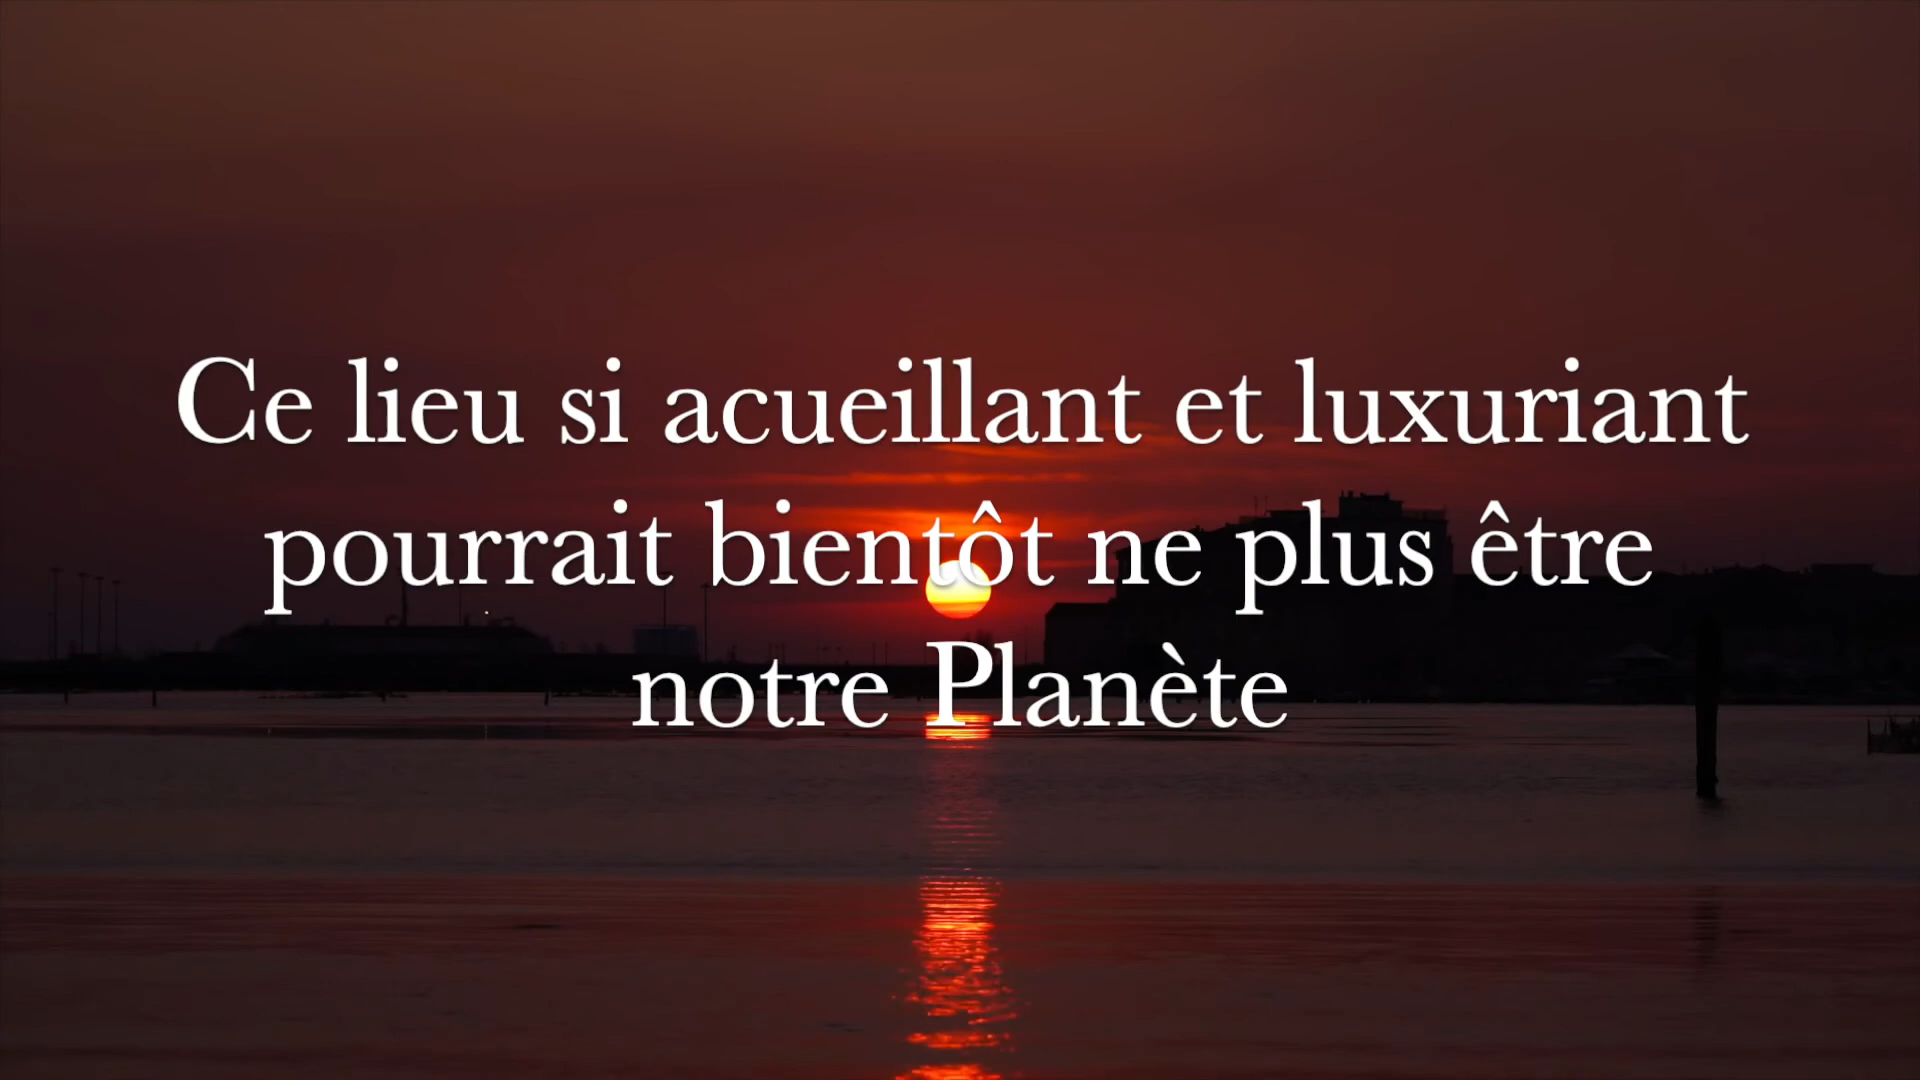 Ce lieu si acueillant et luxuriant
pourrait bientôt ne plus être
notre Planète